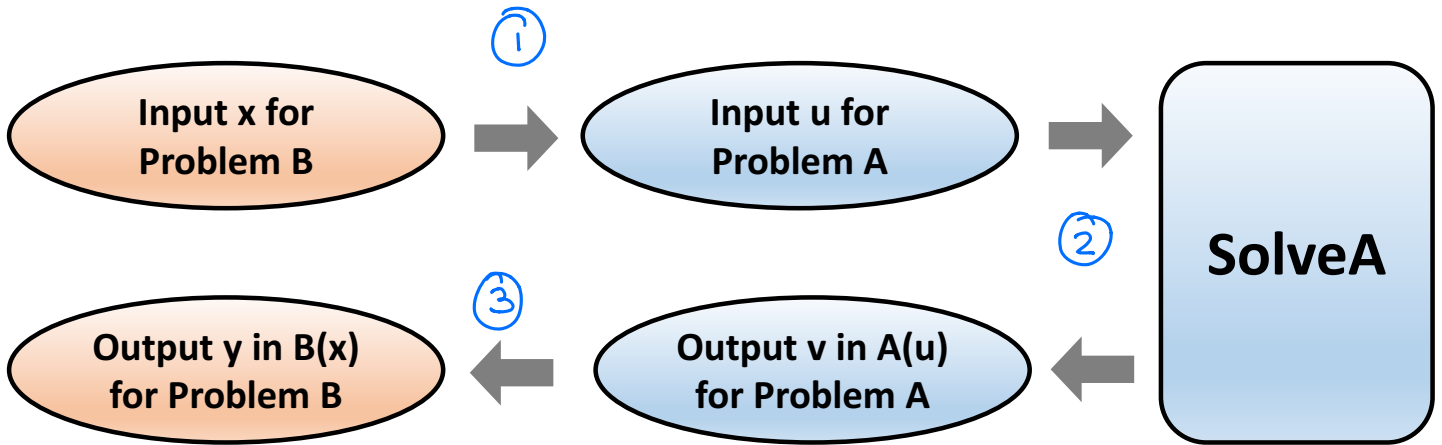 ①
Input x for
Problem B
Input u for
Problem A
②
SolveA
③
Output y in B(x)
for Problem B
Output v in A(u)
for Problem A